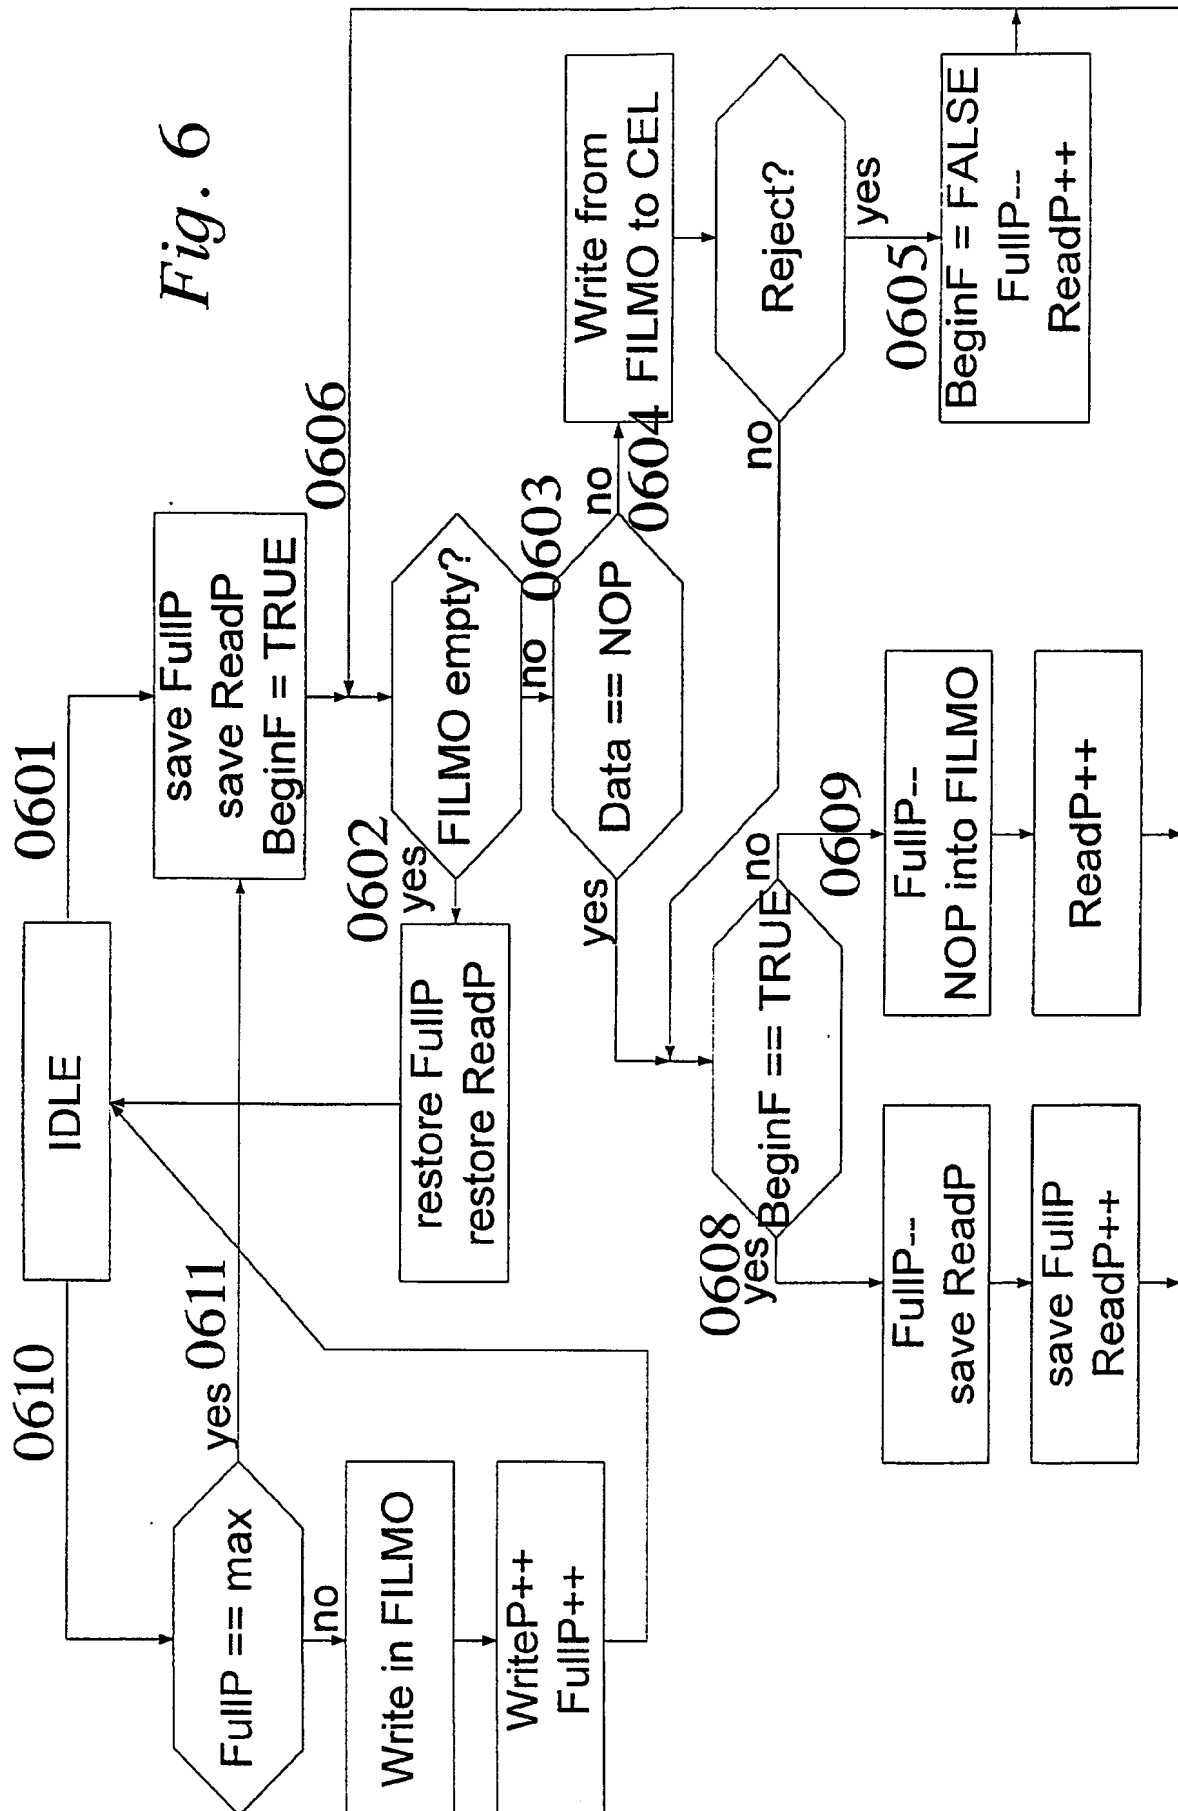 Fig. 6
IDLE
0601
0610
save FullP
save ReadP
BeginF = TRUE
0606
FullP == max
yes
0611
no
Write in FILMO
WriteP++
FullP++
FILMO empty?
0602
yes
restore FullP
restore ReadP
no
0603
Data == NOP
yes
no
0604
Write from
FILMO to CEL
Reject?
no
yes
0605
BeginF = FALSE
FullP--
ReadP++
BeginF == TRUE
0608
yes
FullP--
save ReadP
save FullP
ReadP++
no
0609
FullP--
NOP into FILMO
ReadP++